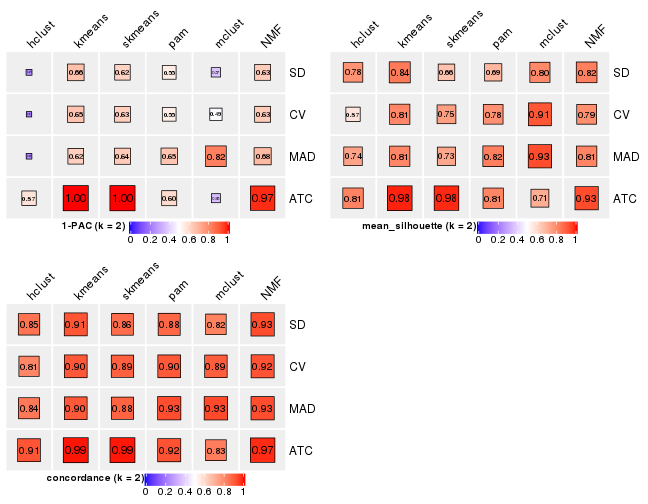 hclust kmeans skmeans pam mclust NMF
0.66 0.62 0.55 0.63 SD
0.65 0.63 0.55 0.49 0.63 CV
0.62 0.64 0.65 0.82 0.68 MAD
0.57 1.00 1.00 0.60 0.97 ATC
1-PAC (k = 2)
0 0.2 0.4 0.6 0.8 1
hclust kmeans skmeans pam mclust NMF
0.78 0.84 0.66 0.69 0.80 0.82 SD
0.57 0.81 0.75 0.78 0.91 0.79 CV
0.74 0.81 0.73 0.82 0.93 0.81 MAD
0.81 0.98 0.98 0.81 0.71 0.93 ATC
mean_silhouette (k = 2)
0 0.2 0.4 0.6 0.8 1
hclust kmeans skmeans pam mclust NMF
0.85 0.91 0.86 0.88 0.82 0.93 SD
0.81 0.90 0.89 0.90 0.89 0.92 CV
0.84 0.90 0.88 0.93 0.93 0.93 MAD
0.91 0.99 0.99 0.92 0.83 0.97 ATC
concordance (k = 2)
0 0.2 0.4 0.6 0.8 1